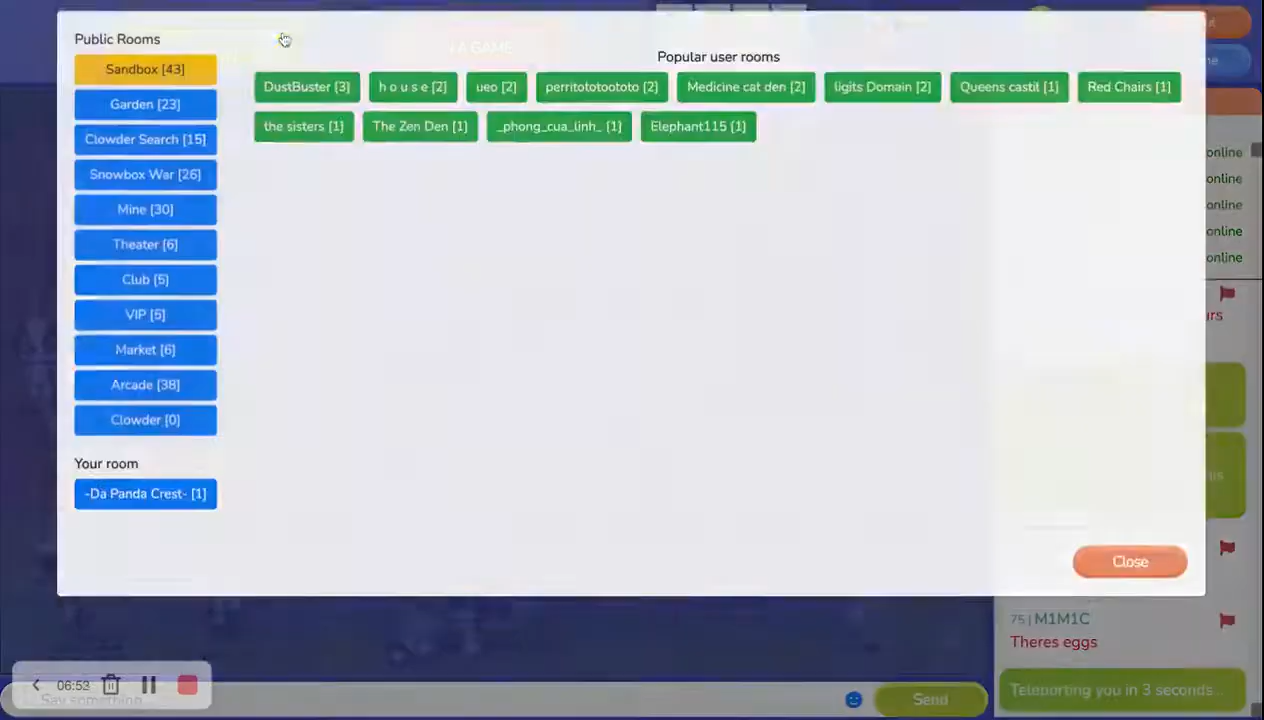 Public Rooms
Sandbox [43]
Garden [23]
Clowder Search [15]
Snowbox War [26]
Mine [30]
Theater [6]
Club [5]
VIP [5]
Market [6]
Arcade [38]
Clowder [0]
Your room
-Da Panda Crest- [1]
Popular user rooms
DustBuster [3] h o u s e [2] ueo [2] perritototoototo [2] Medicine cat den [2] ligits Domain [2] Queens castil [1] Red Chairs [1]
the sisters [1] The Zen Den [1] _phong_cua_linh_ [1] Elephant115 [1]
Close
online
online
online
online
online
75 | M1M1C
Theres eggs
Teleporting you in 3 seconds...
06:53
Say something...
Send